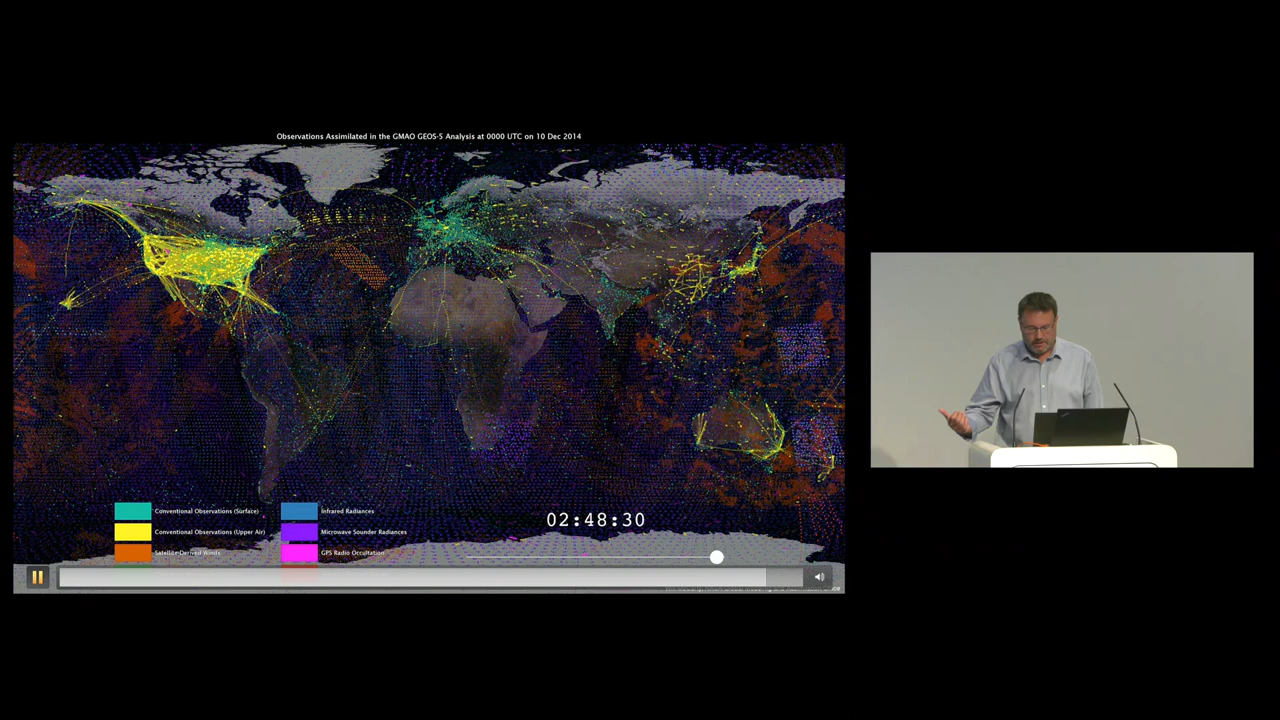 Observations Assimilated in the GMAO GEOS-5 Analysis at 0000 UTC on 10 Dec 2014
Conventional Observations (Surface)
Infrared Radiances
02:48:30
Conventional Observations (Upper Air)
Microwave Sounder Radiances
Satellite-Derived Winds
GPS Radio Occultation